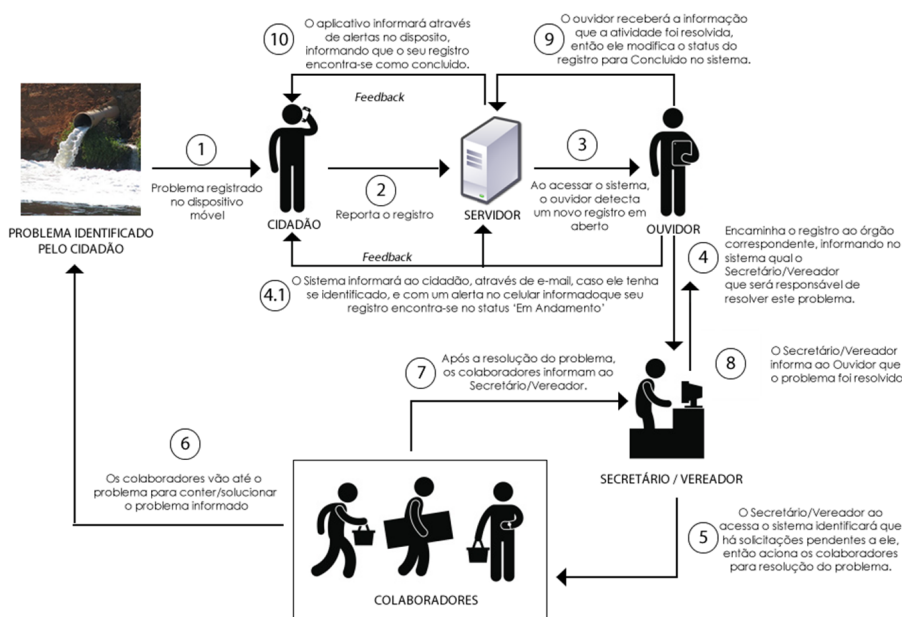 10
O aplicativo informará através
de alertas no disposito,
informando que o seu registro
encontra-se como concluído.
9
O ouvidor receberá a informação
que a atividade foi resolvida,
então ele modifica o status do
registro para Concluído no sistema.
Feedback
1
Problema registrado
no dispositivo
móvel
PROBLEMA IDENTIFICADO
PELO CIDADÃO
CIDADÃO
2
Reporta o registro
SERVIDOR
3
Ao acessar o sistema,
o ouvidor detecta
um novo registro em
aberto
OUVIDOR
4
Encaminha o registro ao órgão
correspondente, informando no
sistema qual o
Secretário/Vereador
que será responsável de
resolver este problema.
Feedback
4.1
O Sistema informará ao cidadão, através de e-mail, caso ele tenha
se identificado, e com um alerta no celular informadoque seu
registro encontra-se no status 'Em Andamento'
7
Após a resolução do problema,
os colaboradores informam ao
Secretário/Vereador.
8
O Secretário/Vereador
informa ao Ouvidor que
o problema foi resolvido
6
Os colaboradores vão até o
problema para conter/solucionar
o problema informado
SECRETÁRIO / VEREADOR
5
O Secretário/Vereador ao
acessa o sistema identificará que
há solicitações pendentes a ele,
então aciona os colaboradores
para resolução do problema.
COLABORADORES